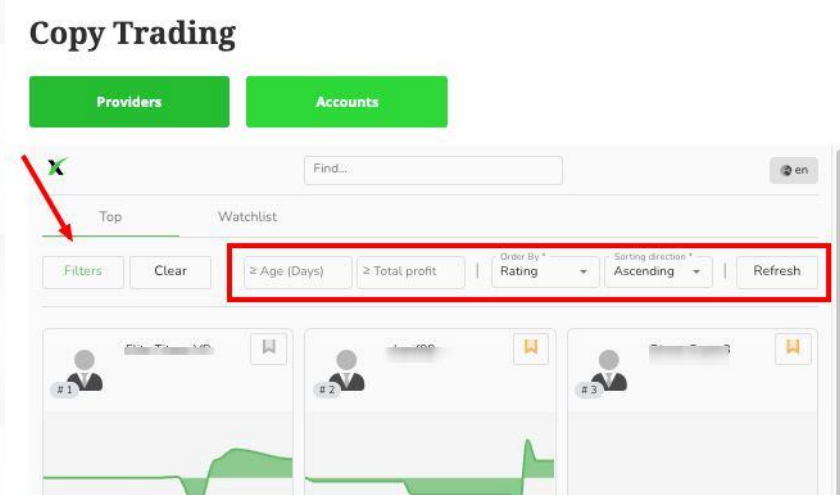 Copy Trading
Providers
Accounts
X
Find...
en
Top
Watchlist
Filters
Clear
≥ Age (Days)
≥ Total profit
|
Order By *
Rating
Sorting direction *
Ascending
|
Refresh
# 1
# 2
# 3